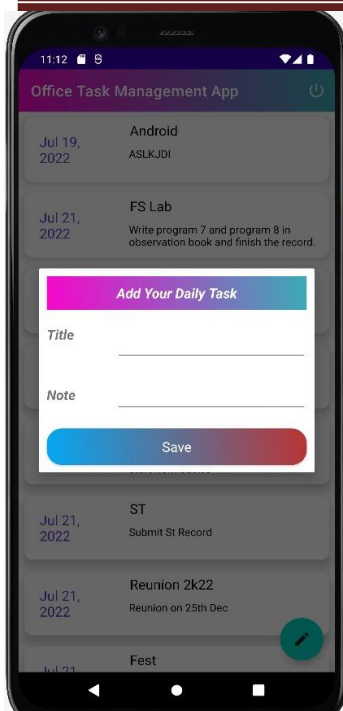 11:12
Office Task Management App
Android
Jul 19,
2022
ASLKJDI
FS Lab
Jul 21,
2022
Write program 7 and program 8 in
observation book and finish the record.
Add Your Daily Task
Title
Note
Save
ST
Jul 21,
2022
Submit St Record
Reunion 2k22
Jul 21,
2022
Reunion on 25th Dec
Fest
Jul 21